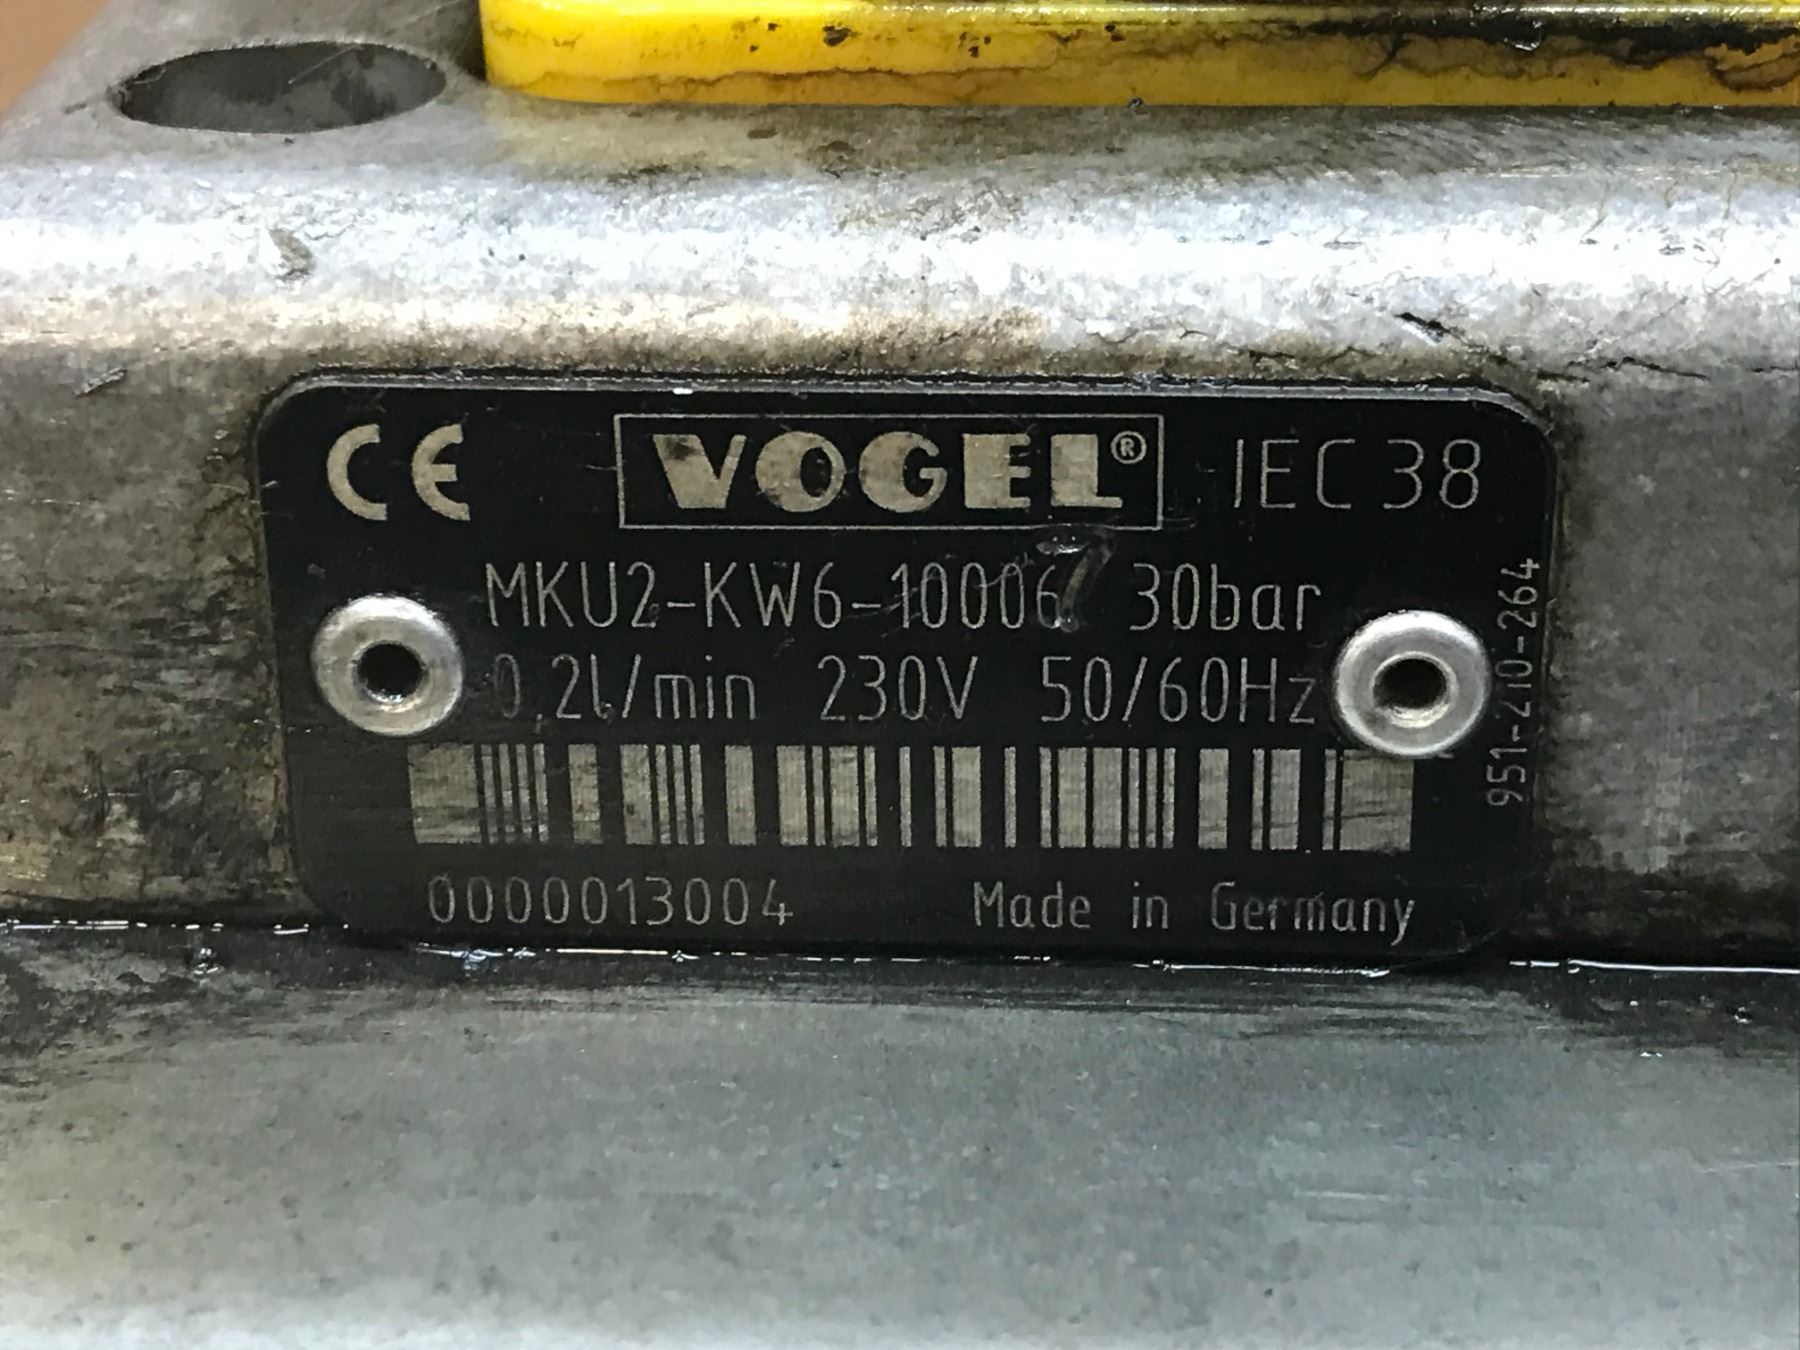 CE VOGEL® IEC 38
MKU2-KW6-100067 30bar
0,2l/min 230V 50/60Hz
951-210-264
0000013004 Made in Germany